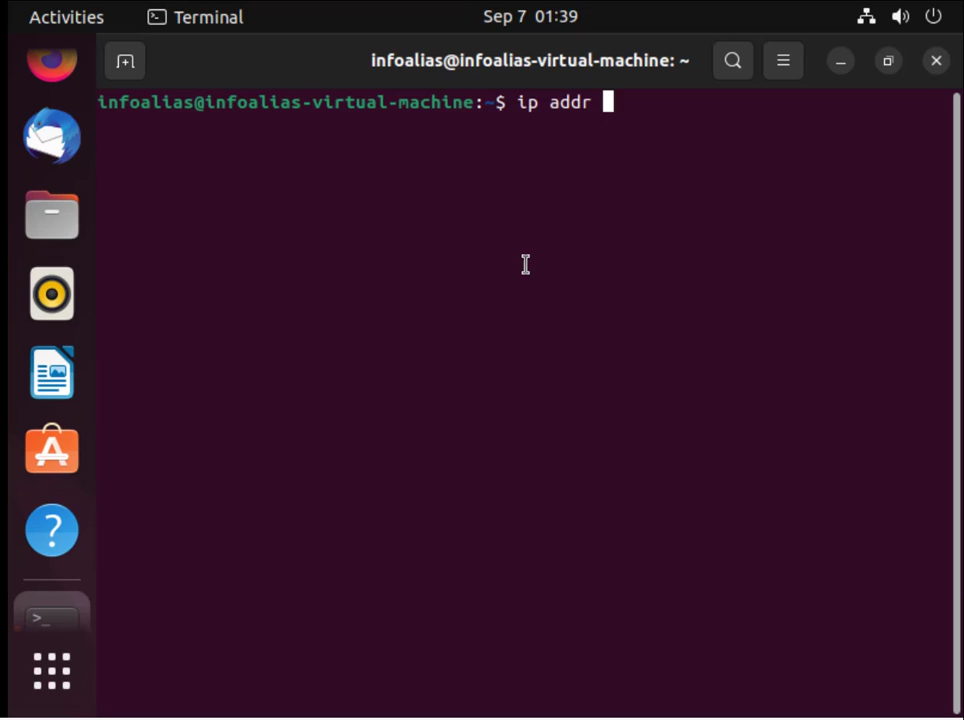 Activities
Terminal
Sep 7 01:39
infoalias@infoalias-virtual-machine: ~
infoalias@infoalias-virtual-machine:~$ ip addr